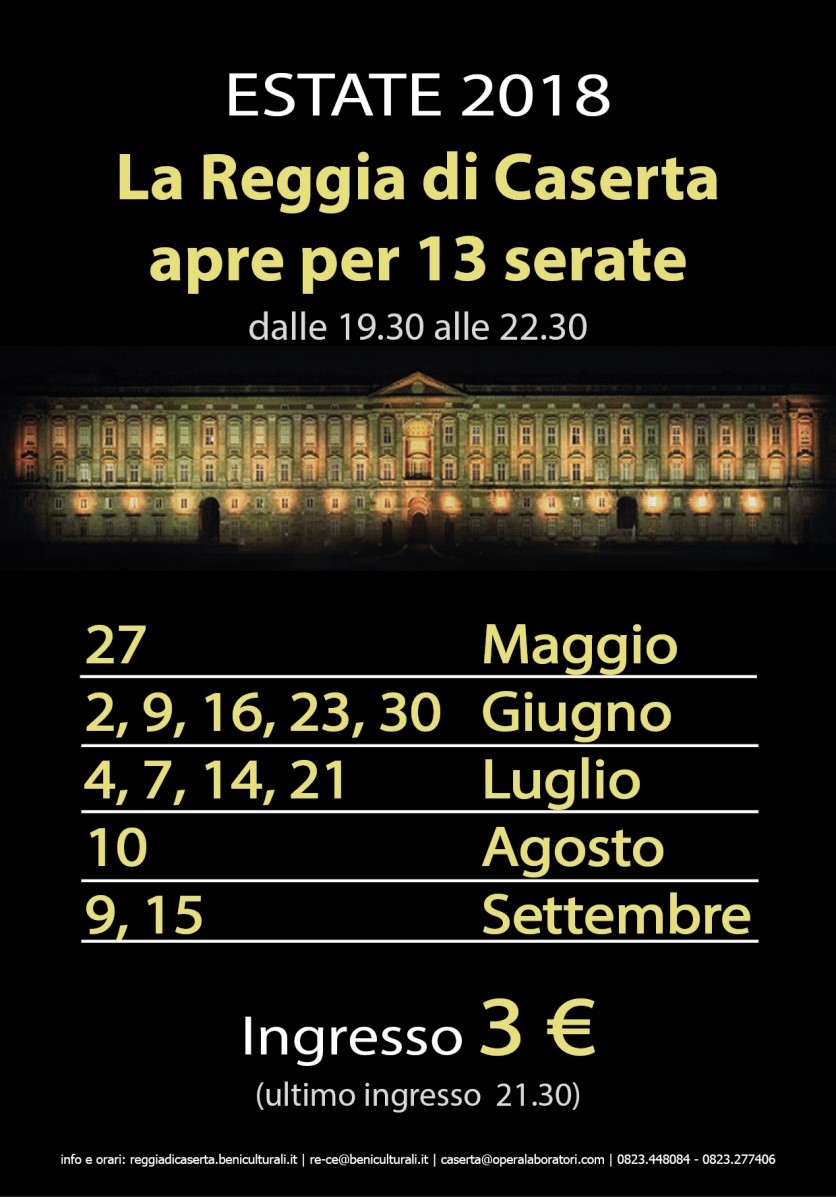 ESTATE 2018
La Reggia di Caserta
apre per 13 serate
dalle 19.30 alle 22.30
27 Maggio
2, 9, 16, 23, 30 Giugno
4, 7, 14, 21 Luglio
10 Agosto
9, 15 Settembre
Ingresso 3 €
(ultimo ingresso 21.30)
info e orari: reggiadicaserta.beniculturali.it | re-ce@beniculturali.it | caserta@operalaboratori.com | 0823.448084 - 0823.277406